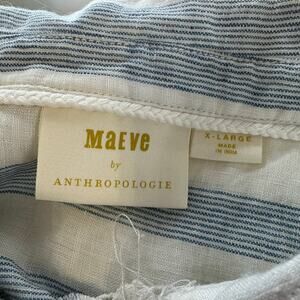 MaEve
by
ANTHROPOLOGIE
X-LARGE
MADE
IN INDIA